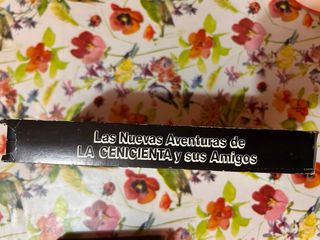 Las Nuevas Aventuras de
LA CENICIENTA y sus Amigos